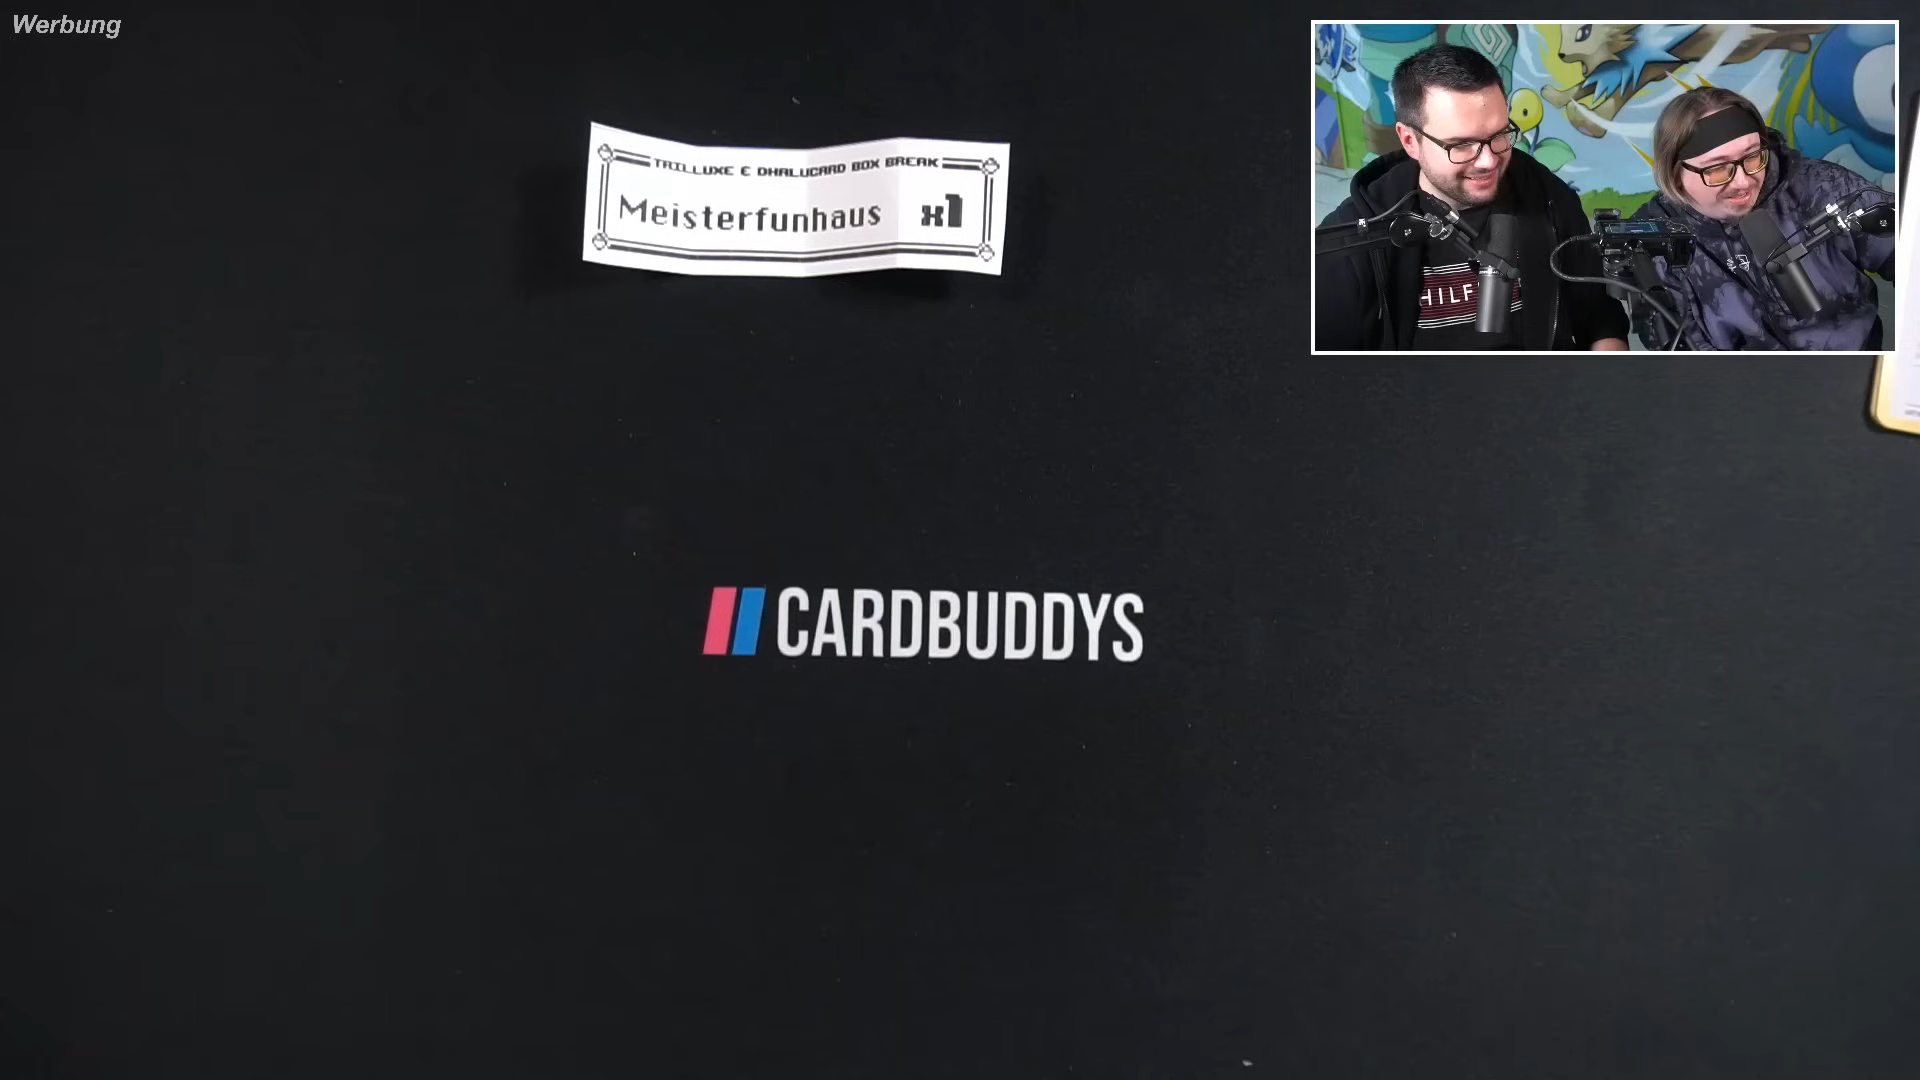 Werbung
TRILLUXE & DHALUCARD BOX BREAK
Meisterfunhaus x1
HILF
CARDBUDDYS